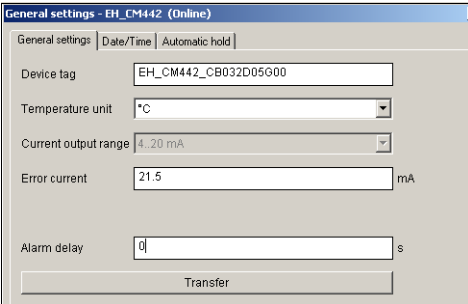 General settings - EH_CM442 (Online)
General settings Date/Time Automatic hold
Device tag EH_CM442_CB032D05G00
Temperature unit °C
Current output range 4..20 mA
Error current 21.5 mA
Alarm delay 0 s
Transfer